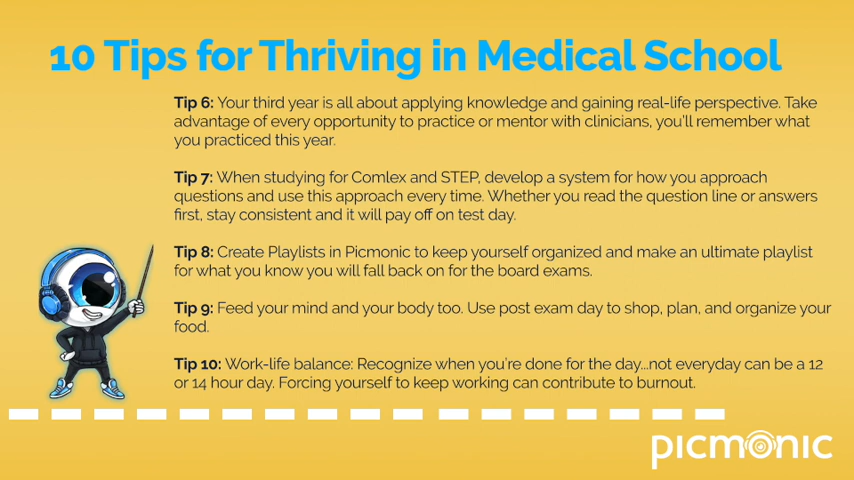 10 Tips for Thriving in Medical School
Tip 6: Your third year is all about applying knowledge and gaining real-life perspective. Take
advantage of every opportunity to practice or mentor with clinicians, you'll remember what
you practiced this year.
Tip 7: When studying for Comlex and STEP, develop a system for how you approach
questions and use this approach every time. Whether you read the question line or answers
first, stay consistent and it will pay off on test day.
Tip 8: Create Playlists in Picmonic to keep yourself organized and make an ultimate playlist
for what you know you will fall back on for the board exams.
Tip 9: Feed your mind and your body too. Use post exam day to shop, plan, and organize your
food.
Tip 10: Work-life balance: Recognize when you're done for the day...not everyday can be a 12
or 14 hour day. Forcing yourself to keep working can contribute to burnout.
picmonic